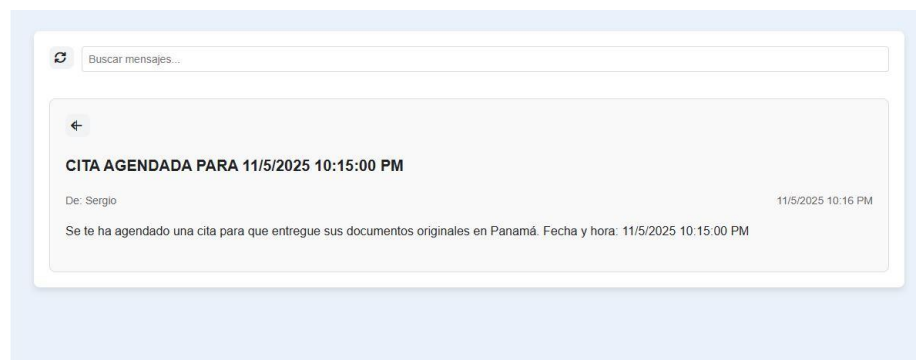 Buscar mensajes...
CITA AGENDADA PARA 11/5/2025 10:15:00 PM
De: Sergio
11/5/2025 10:16 PM
Se te ha agendado una cita para que entregue sus documentos originales en Panamá. Fecha y hora: 11/5/2025 10:15:00 PM